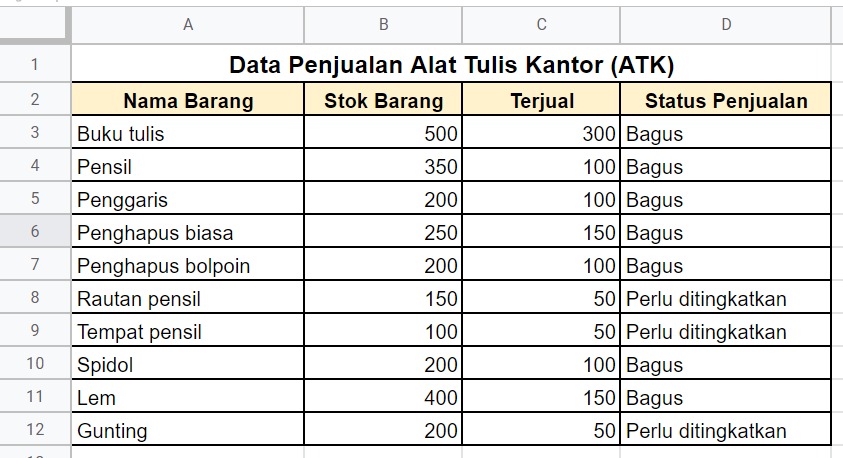 A B C D
1 Data Penjualan Alat Tulis Kantor (ATK)
2 Nama Barang Stok Barang Terjual Status Penjualan
3 Buku tulis 500 300 Bagus
4 Pensil 350 100 Bagus
5 Penggaris 200 100 Bagus
6 Penghapus biasa 250 150 Bagus
7 Penghapus bolpoin 200 100 Bagus
8 Rautan pensil 150 50 Perlu ditingkatkan
9 Tempat pensil 100 50 Perlu ditingkatkan
10 Spidol 200 100 Bagus
11 Lem 400 150 Bagus
12 Gunting 200 50 Perlu ditingkatkan